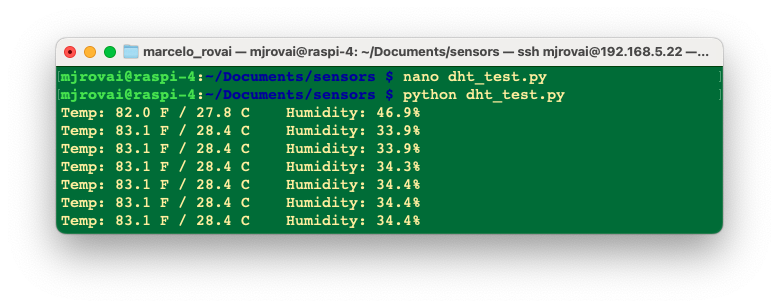 marcelo_rovai — mjrovai@raspi-4: ~/Documents/sensors — ssh mjrovai@192.168.5.22 —...
[mjrovai@raspi-4:~/Documents/sensors $ nano dht_test.py ]
[mjrovai@raspi-4:~/Documents/sensors $ python dht_test.py ]
Temp: 82.0 F / 27.8 C    Humidity: 46.9%
Temp: 83.1 F / 28.4 C    Humidity: 33.9%
Temp: 83.1 F / 28.4 C    Humidity: 33.9%
Temp: 83.1 F / 28.4 C    Humidity: 34.3%
Temp: 83.1 F / 28.4 C    Humidity: 34.4%
Temp: 83.1 F / 28.4 C    Humidity: 34.4%
Temp: 83.1 F / 28.4 C    Humidity: 34.4%